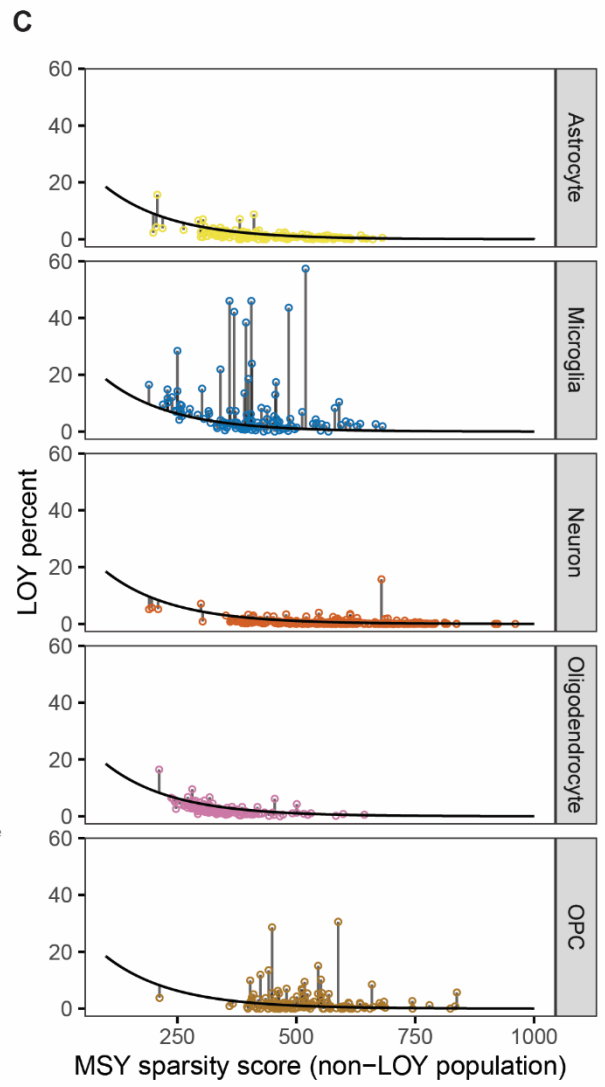 C
60
40
20
0
Astrocyte
60
40
20
0
Microglia
LOY percent
60
40
20
0
Neuron
60
40
20
0
Oligodendrocyte
60
40
20
0
OPC
250 500 750 1000
MSY sparsity score (non−LOY population)